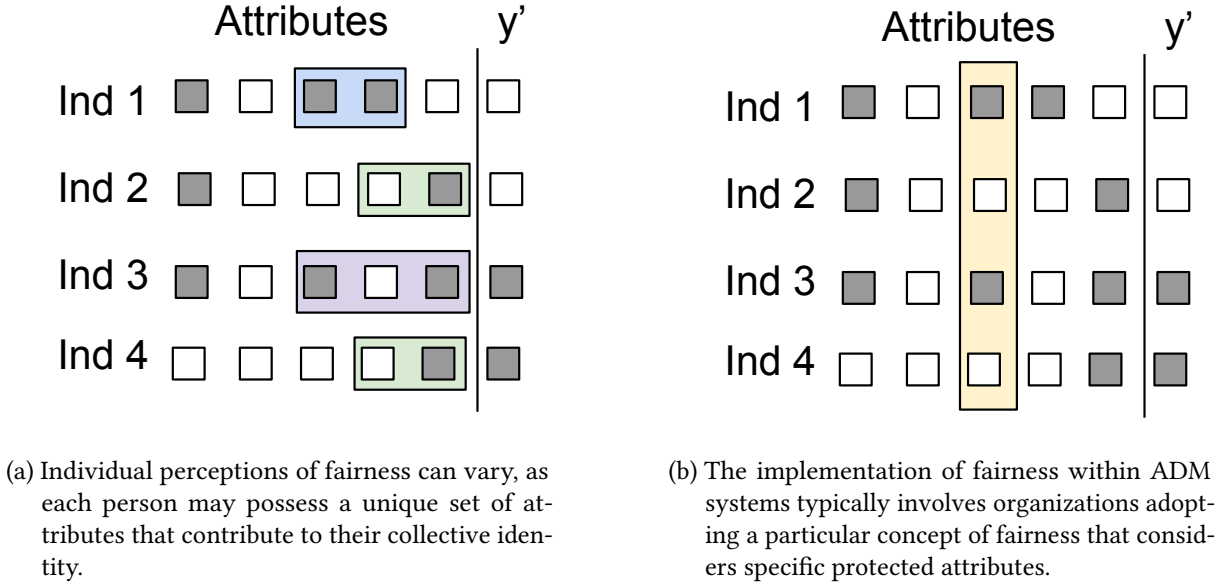 Attributes y’
Ind 1
Ind 2
Ind 3
Ind 4
(a) Individual perceptions of fairness can vary, as
each person may possess a unique set of at-
tributes that contribute to their collective iden-
tity.
Attributes y’
Ind 1
Ind 2
Ind 3
Ind 4
(b) The implementation of fairness within ADM
systems typically involves organizations adopt-
ing a particular concept of fairness that consid-
ers specific protected attributes.